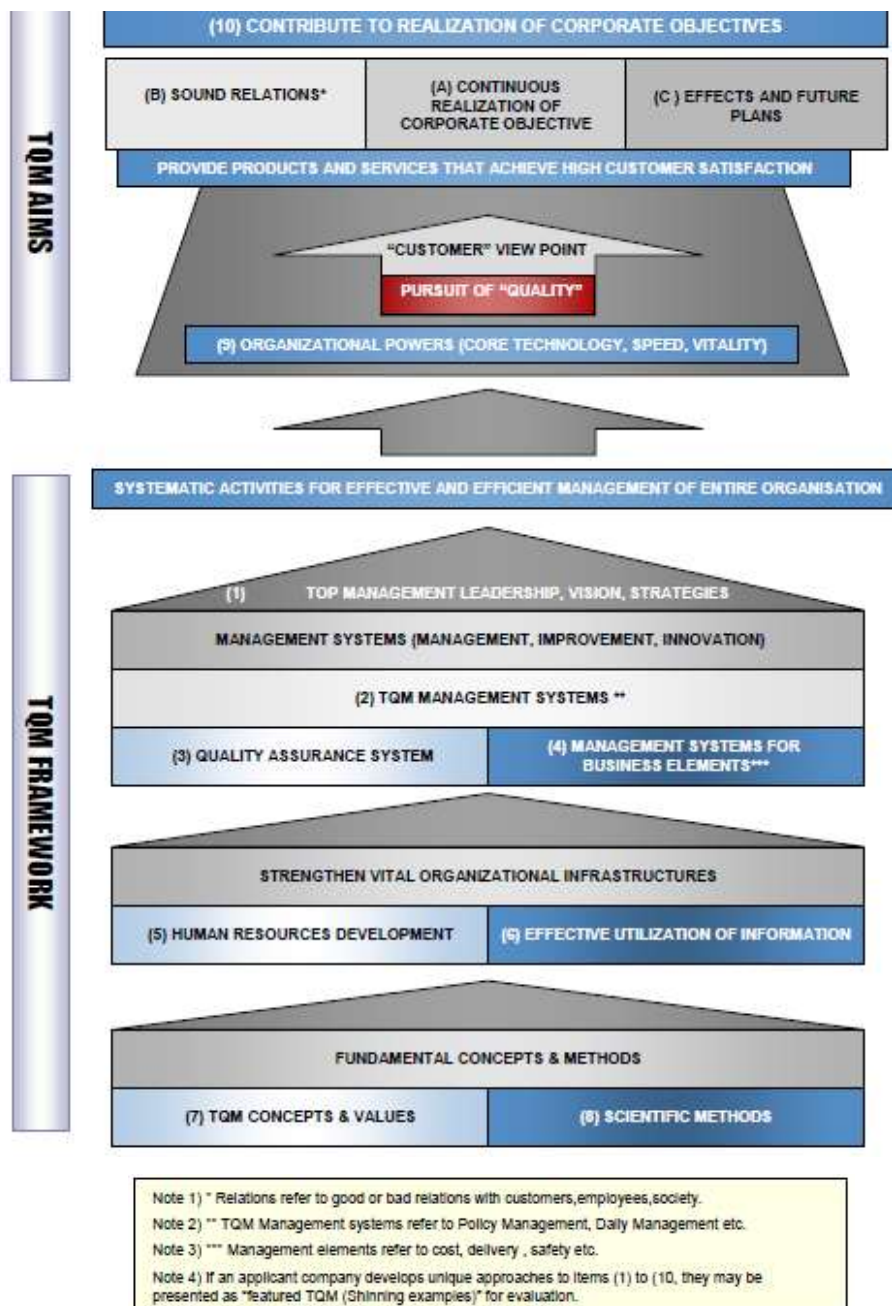 TQM AIMS
(10) CONTRIBUTE TO REALIZATION OF CORPORATE OBJECTIVES
(B) SOUND RELATIONS*
(A) CONTINUOUS
REALIZATION OF
CORPORATE OBJECTIVE
(C ) EFFECTS AND FUTURE
PLANS
PROVIDE PRODUCTS AND SERVICES THAT ACHIEVE HIGH CUSTOMER SATISFACTION
“CUSTOMER” VIEW POINT
PURSUIT OF “QUALITY”
(9) ORGANIZATIONAL POWERS (CORE TECHNOLOGY, SPEED, VITALITY)
TQM FRAMEWORK
SYSTEMATIC ACTIVITIES FOR EFFECTIVE AND EFFICIENT MANAGEMENT OF ENTIRE ORGANISATION
(1) TOP MANAGEMENT LEADERSHIP, VISION, STRATEGIES
MANAGEMENT SYSTEMS (MANAGEMENT, IMPROVEMENT, INNOVATION)
(2) TQM MANAGEMENT SYSTEMS **
(3) QUALITY ASSURANCE SYSTEM
(4) MANAGEMENT SYSTEMS FOR
BUSINESS ELEMENTS***
STRENGTHEN VITAL ORGANIZATIONAL INFRASTRUCTURES
(5) HUMAN RESOURCES DEVELOPMENT
(6) EFFECTIVE UTILIZATION OF INFORMATION
FUNDAMENTAL CONCEPTS & METHODS
(7) TQM CONCEPTS & VALUES
(8) SCIENTIFIC METHODS
Note 1) * Relations refer to good or bad relations with customers,employees,society.
Note 2) ** TQM Management systems refer to Policy Management, Daily Management etc.
Note 3) *** Management elements refer to cost, delivery , safety etc.
Note 4) If an applicant company develops unique approaches to items (1) to (10, they may be
presented as “featured TQM (Shinning examples)” for evaluation.